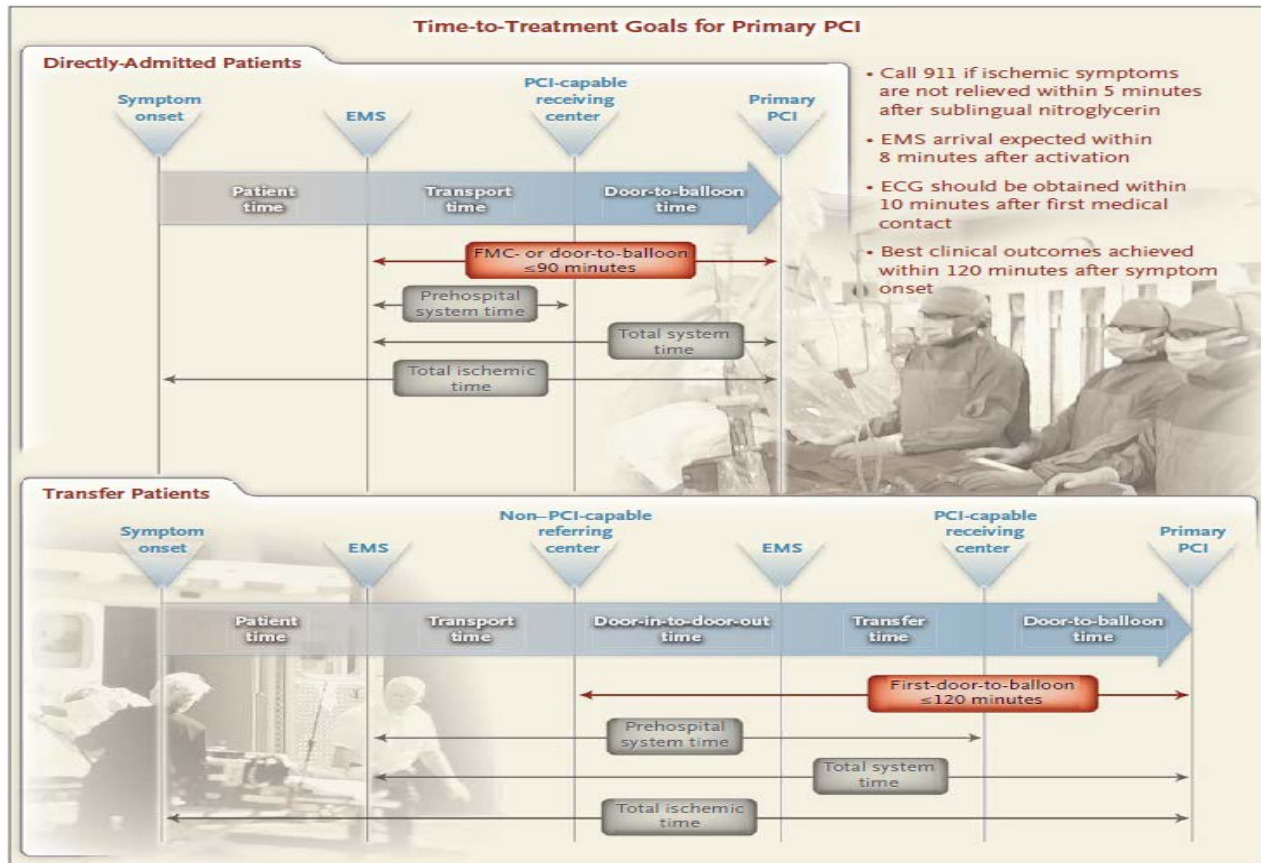 Time-to-Treatment Goals for Primary PCI
Directly-Admitted Patients
Symptom
onset
EMS
PCI-capable
receiving
center
Primary
PCI
Patient
time
Transport
time
Door-to-balloon
time
FMC- or door-to-balloon
≤90 minutes
Prehospital
system time
Total system
time
Total ischemic
time
• Call 911 if ischemic symptoms
are not relieved within 5 minutes
after sublingual nitroglycerin
• EMS arrival expected within
8 minutes after activation
• ECG should be obtained within
10 minutes after first medical
contact
• Best clinical outcomes achieved
within 120 minutes after symptom
onset
Transfer Patients
Symptom
onset
EMS
Non–PCI-capable
referring
center
EMS
PCI-capable
receiving
center
Primary
PCI
Patient
time
Transport
time
Door-in-to-door-out
time
Transfer
time
Door-to-balloon
time
First-door-to-balloon
≤120 minutes
Prehospital
system time
Total system
time
Total ischemic
time